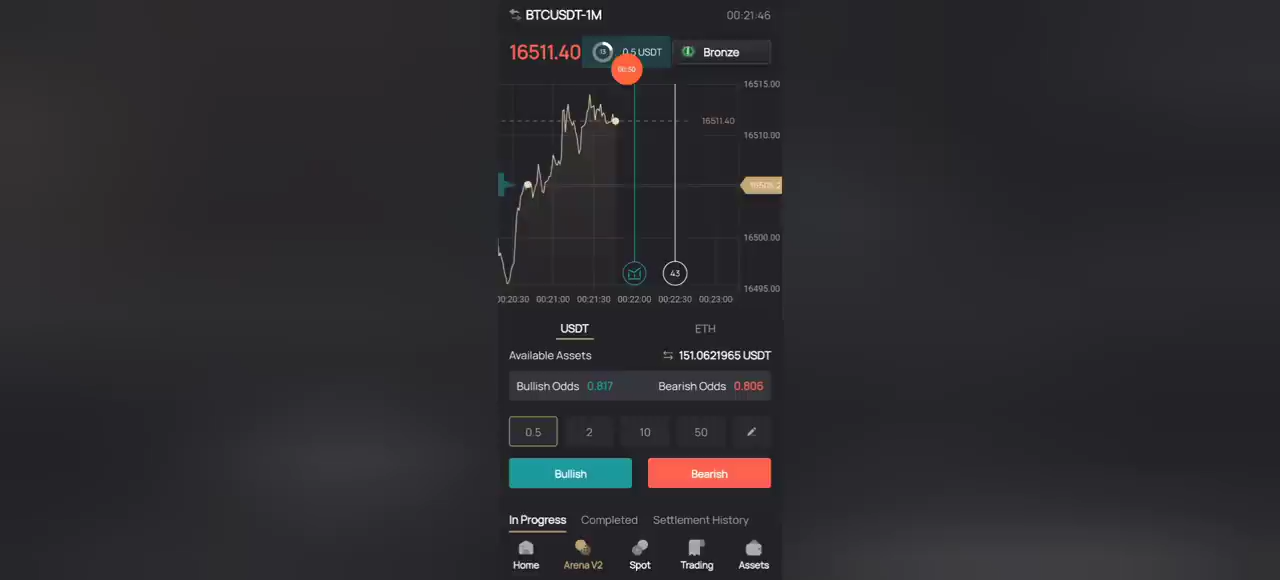 BTCUSDT-1M
00:21:46
16511.40
13
0.5 USDT
Bronze
00:50
16515.00
16511.40
16510.00
16500.00
43
16495.00
00:20:30 00:21:00 00:21:30 00:22:00 00:22:30 00:23:00
USDT
ETH
Available Assets
151.0621965 USDT
Bullish Odds 0.817
Bearish Odds 0.806
0.5
2
10
50
Bullish
Bearish
In Progress
Completed
Settlement History
Home
Arena V2
Spot
Trading
Assets